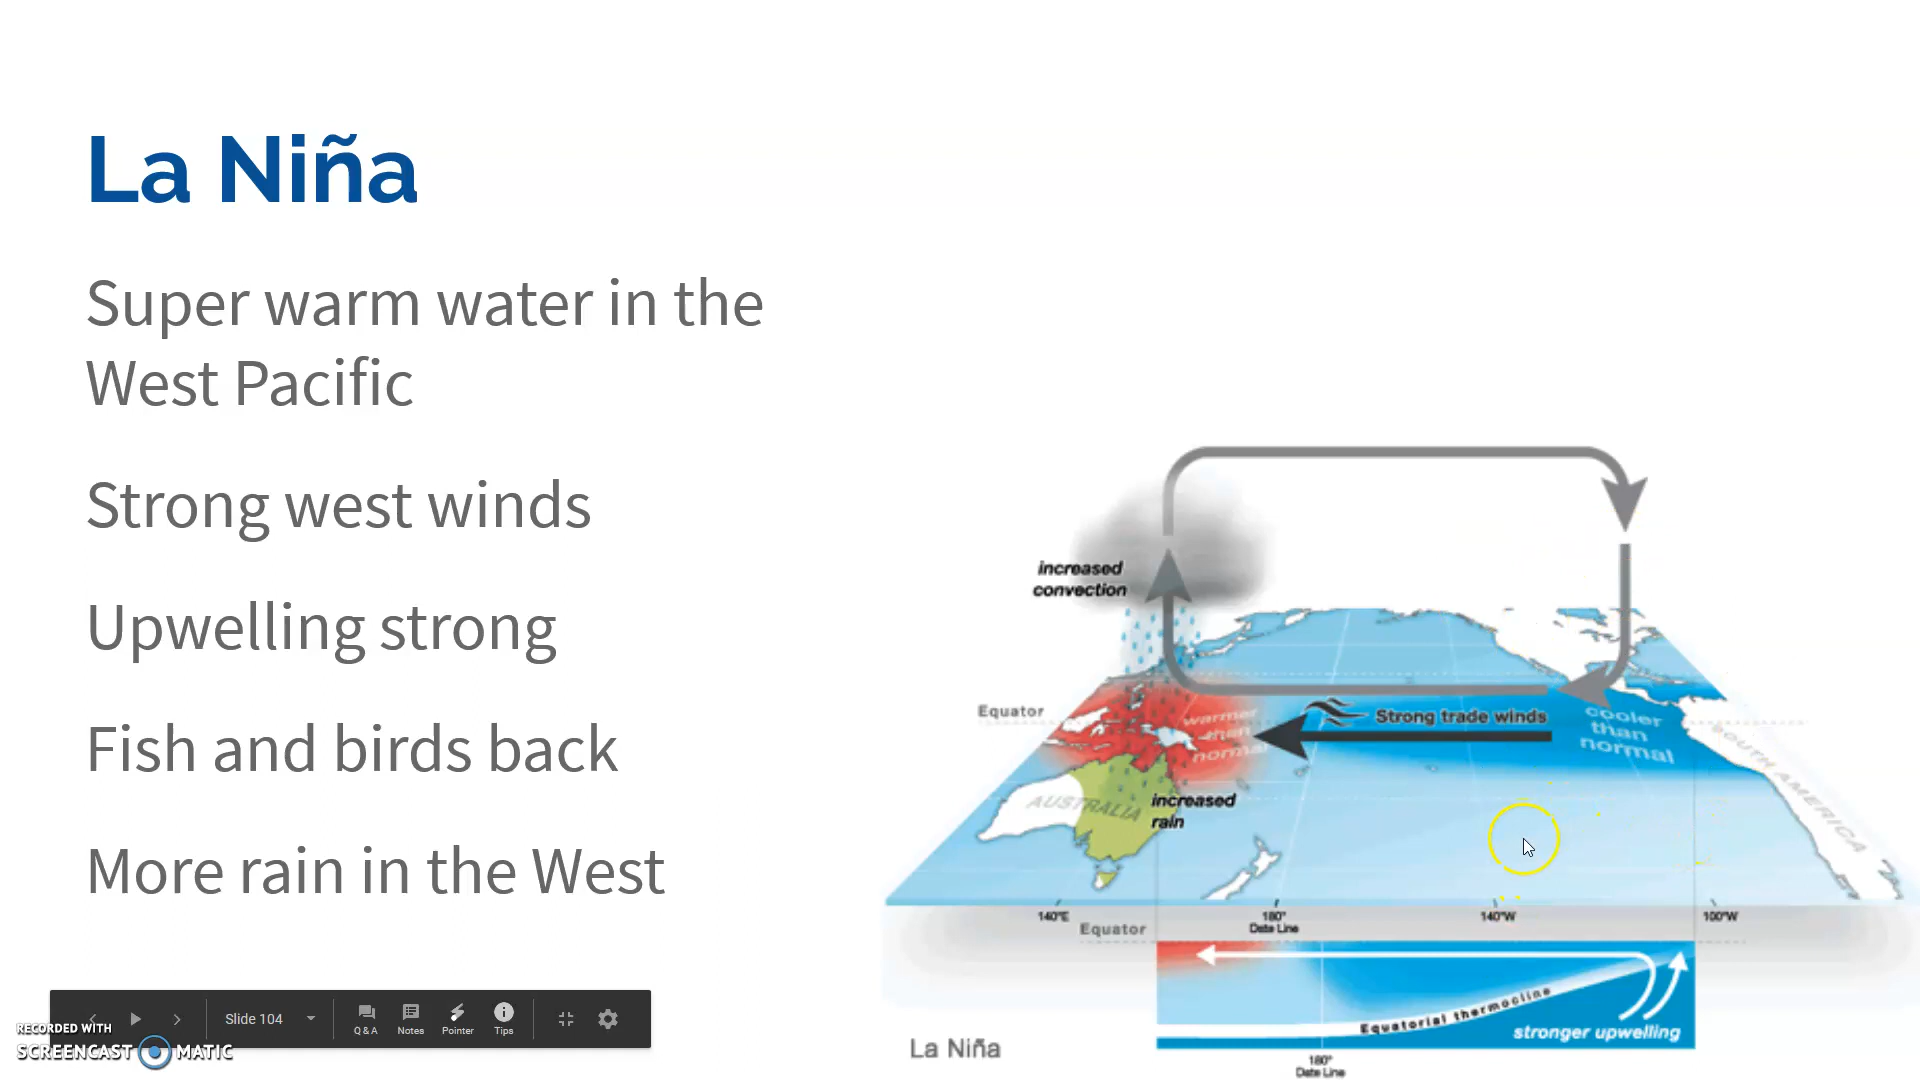 La Niña
Super warm water in the
West Pacific
Strong west winds
Upwelling strong
Fish and birds back
More rain in the West
increased
convection
Equator
warmer
than
normal
Strong trade winds
cooler
than
normal
SOUTH AMERICA
AUSTRALIA
increased
rain
140°E
180°
Date Line
140°W
100°W
Equator
Equatorial thermocline
stronger upwelling
La Niña
180°
Date Line
Slide 104
Q & A
Notes
Pointer
Tips
RECORDED WITH
SCREENCAST MATIC